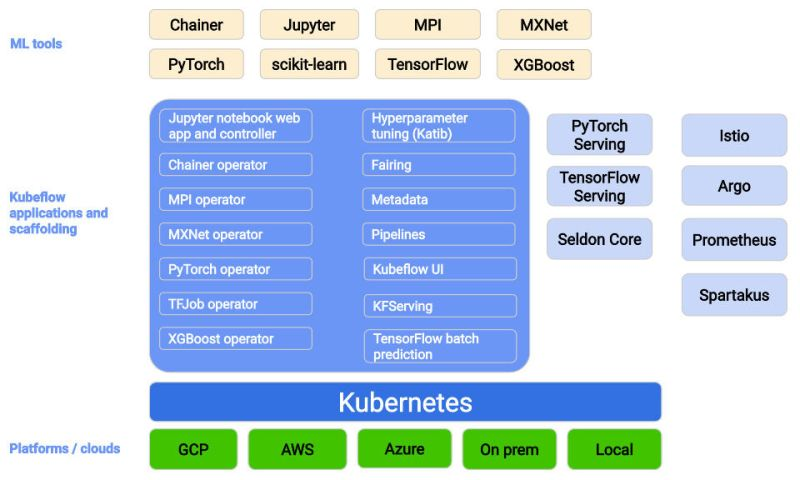 ML tools
Chainer
Jupyter
MPI
MXNet
PyTorch
scikit-learn
TensorFlow
XGBoost
Kubeflow
applications and
scaffolding
Jupyter notebook web
app and controller
Chainer operator
MPI operator
MXNet operator
PyTorch operator
TFJob operator
XGBoost operator
Hyperparameter
tuning (Katib)
Fairing
Metadata
Pipelines
Kubeflow UI
KFServing
TensorFlow batch
prediction
PyTorch
Serving
TensorFlow
Serving
Seldon Core
Istio
Argo
Prometheus
Spartakus
Kubernetes
Platforms / clouds
GCP
AWS
Azure
On prem
Local